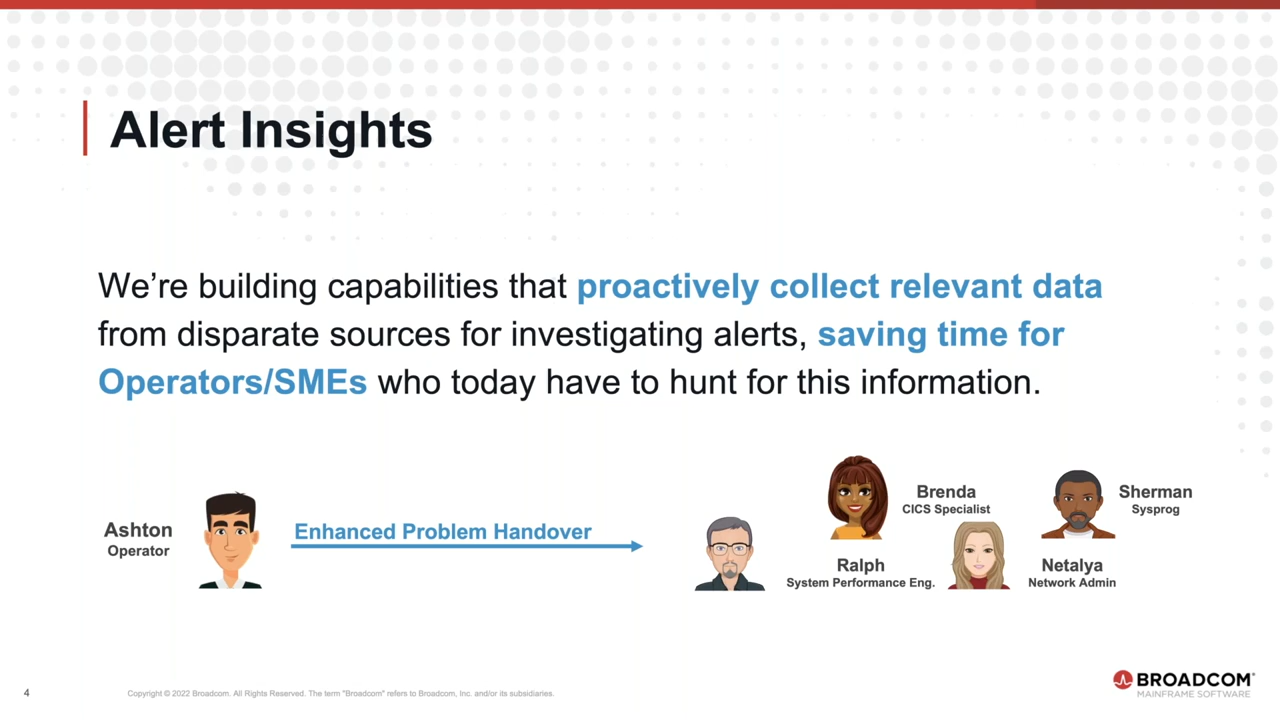 Alert Insights
We’re building capabilities that proactively collect relevant data
from disparate sources for investigating alerts, saving time for
Operators/SMEs who today have to hunt for this information.
Ashton
Operator
Enhanced Problem Handover
Brenda
CICS Specialist
Sherman
Sysprog
Ralph
System Performance Eng.
Netalya
Network Admin
4
Copyright © 2022 Broadcom. All Rights Reserved. The term "Broadcom" refers to Broadcom, Inc. and/or its subsidiaries.
BROADCOM®
MAINFRAME SOFTWARE